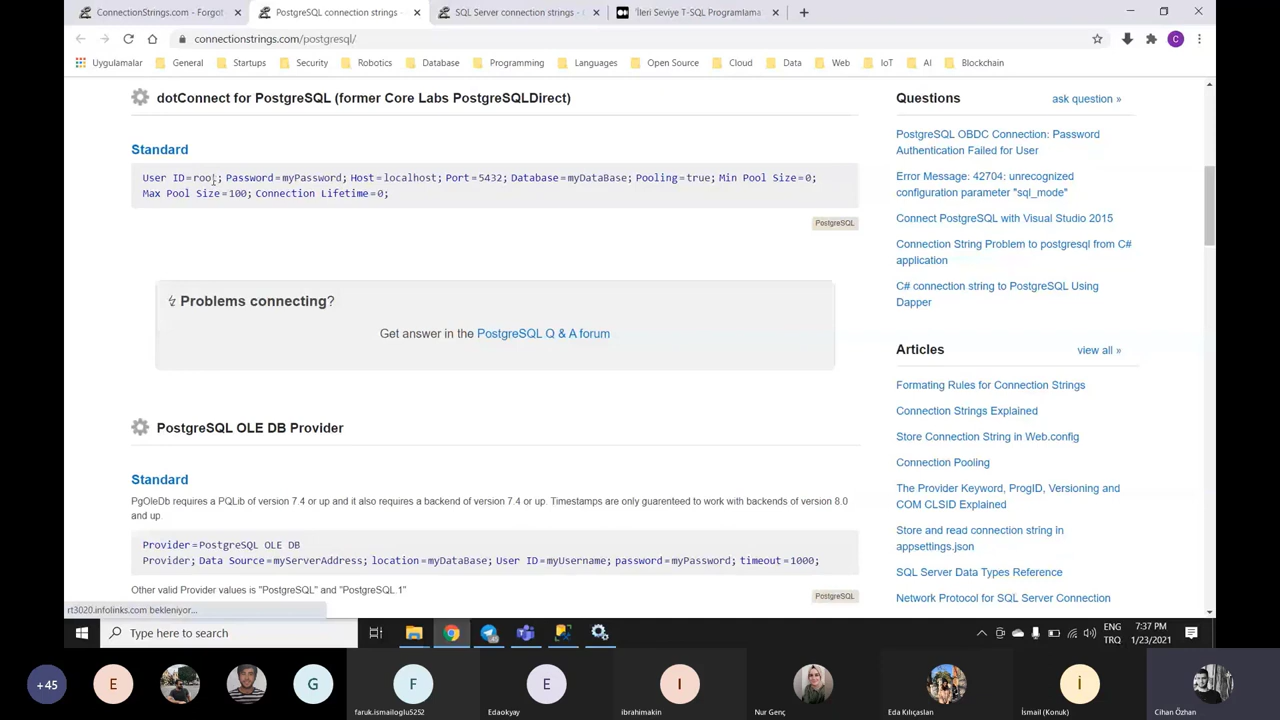 ConnectionStrings.com - Forgot
PostgreSQL connection strings -
SQL Server connection strings -
İleri Seviye T-SQL Programlama
connectionstrings.com/postgresql/
C
Uygulamalar
General
Startups
Security
Robotics
Database
Programming
Languages
Open Source
Cloud
Data
Web
IoT
AI
Blockchain
dotConnect for PostgreSQL (former Core Labs PostgreSQLDirect)
Standard
User ID=root; Password=myPassword; Host=localhost; Port=5432; Database=myDataBase; Pooling=true; Min Pool Size=0;
Max Pool Size=100; Connection Lifetime=0;
PostgreSQL
Problems connecting?
Get answer in the PostgreSQL Q & A forum
PostgreSQL OLE DB Provider
Standard
PgOleDb requires a PQLib of version 7.4 or up and it also requires a backend of version 7.4 or up. Timestamps are only guarenteed to work with backends of version 8.0
and up.
Provider=PostgreSQL OLE DB
Provider; Data Source=myServerAddress; location=myDataBase; User ID=myUsername; password=myPassword; timeout=1000;
Other valid Provider values is "PostgreSQL" and "PostgreSQL.1"
PostgreSQL
Questions
ask question »
PostgreSQL OBDC Connection: Password
Authentication Failed for User
Error Message: 42704: unrecognized
configuration parameter "sql_mode"
Connect PostgreSQL with Visual Studio 2015
Connection String Problem to postgresql from C#
application
C# connection string to PostgreSQL Using
Dapper
Articles
view all »
Formating Rules for Connection Strings
Connection Strings Explained
Store Connection String in Web.config
Connection Pooling
The Provider Keyword, ProgID, Versioning and
COM CLSID Explained
Store and read connection string in
appsettings.json
SQL Server Data Types Reference
Network Protocol for SQL Server Connection
rt3020.infolinks.com bekleniyor...
Type here to search
ENG
TRQ
7:37 PM
1/23/2021
+45
E
G
F
faruk.ismailoglu5252
E
Edaokyay
I
ibrahimakin
Nur Genç
Eda Kılıçaslan
İ
İsmail (Konuk)
Cihan Özhan